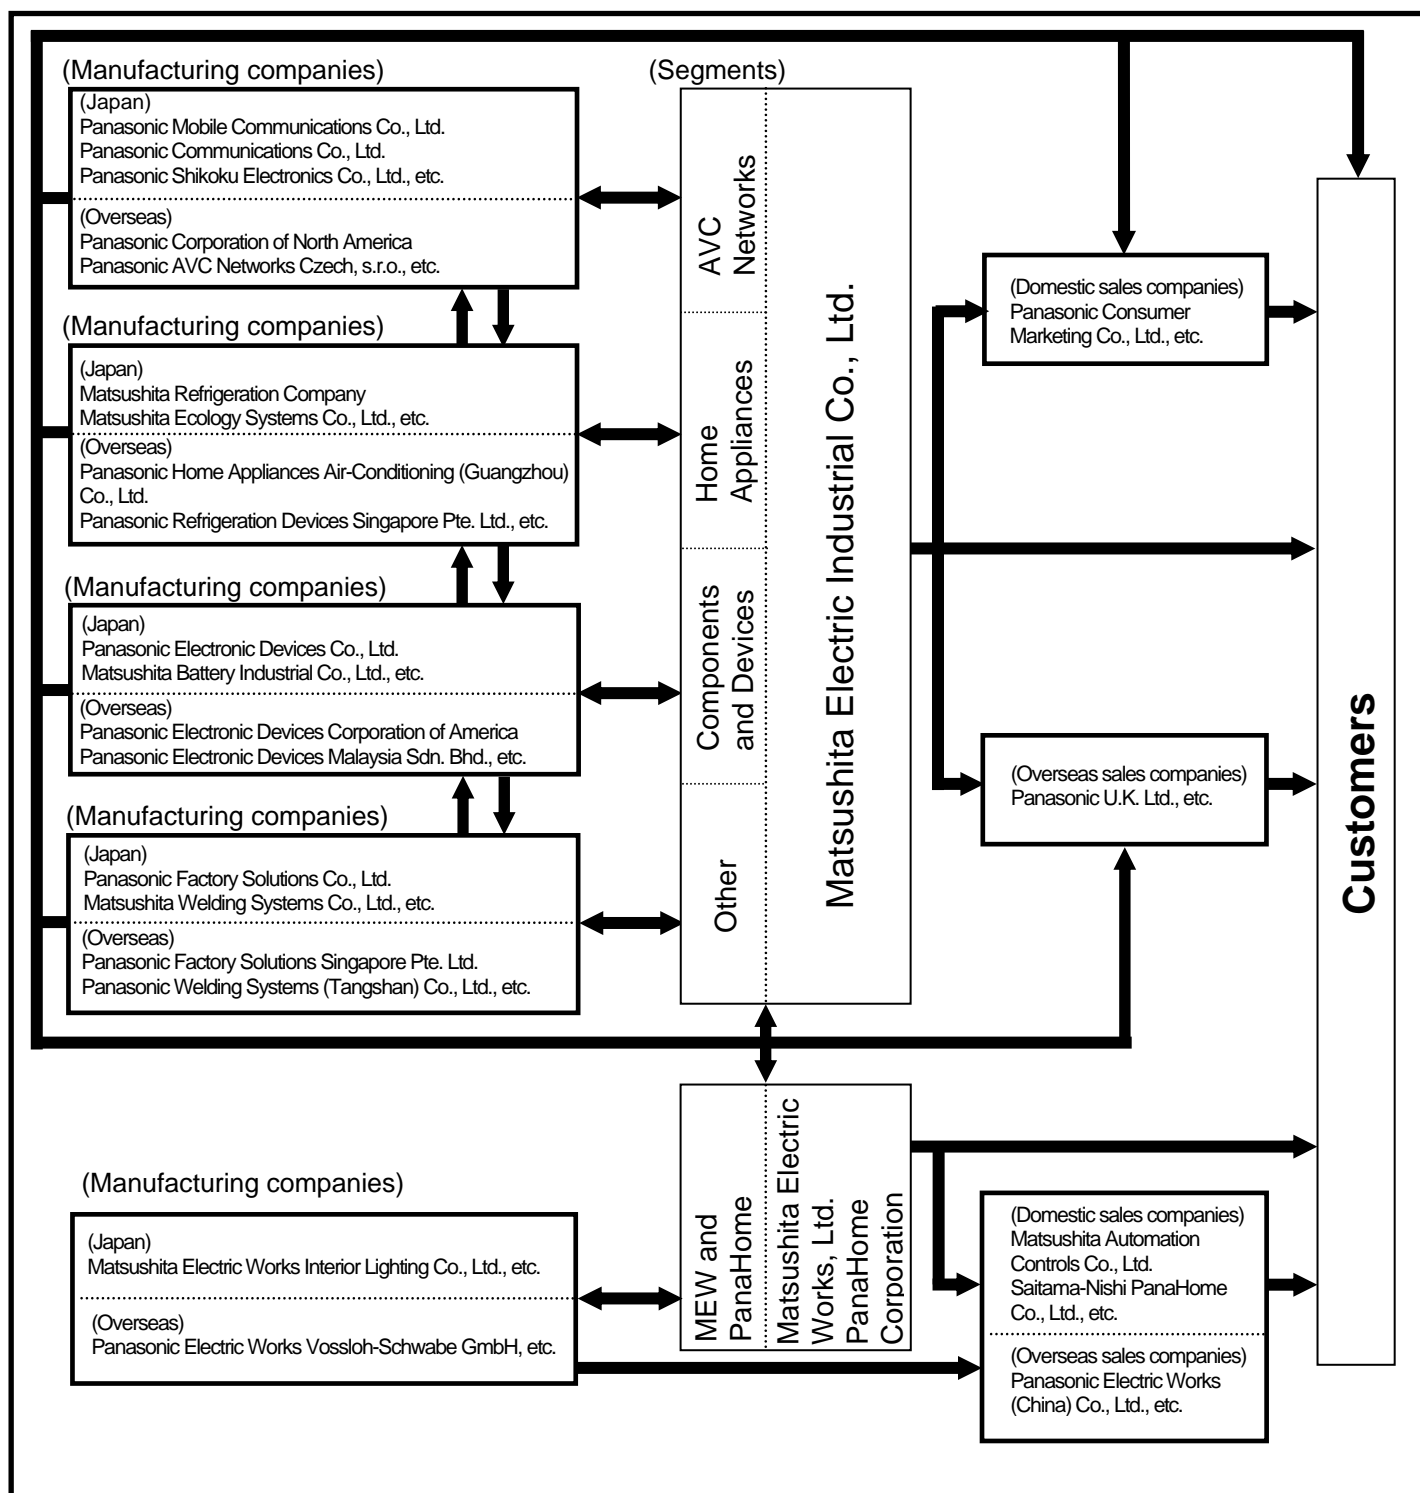 (Manufacturing companies)
(Japan)
Panasonic Mobile Communications Co., Ltd.
Panasonic Communications Co., Ltd.
Panasonic Shikoku Electronics Co., Ltd., etc.
(Overseas)
Panasonic Corporation of North America
Panasonic AVC Networks Czech, s.r.o., etc.
(Manufacturing companies)
(Japan)
Matsushita Refrigeration Company
Matsushita Ecology Systems Co., Ltd., etc.
(Overseas)
Panasonic Home Appliances Air-Conditioning (Guangzhou)
Co., Ltd.
Panasonic Refrigeration Devices Singapore Pte. Ltd., etc.
(Manufacturing companies)
(Japan)
Panasonic Electronic Devices Co., Ltd.
Matsushita Battery Industrial Co., Ltd., etc.
(Overseas)
Panasonic Electronic Devices Corporation of America
Panasonic Electronic Devices Malaysia Sdn. Bhd., etc.
(Manufacturing companies)
(Japan)
Panasonic Factory Solutions Co., Ltd.
Matsushita Welding Systems Co., Ltd., etc.
(Overseas)
Panasonic Factory Solutions Singapore Pte. Ltd.
Panasonic Welding Systems (Tangshan) Co., Ltd., etc.
(Segments)
AVC
Networks
Home
Appliances
Components
and Devices
Other
Matsushita Electric Industrial Co., Ltd.
(Domestic sales companies)
Panasonic Consumer
Marketing Co., Ltd., etc.
(Overseas sales companies)
Panasonic U.K. Ltd., etc.
Customers
(Manufacturing companies)
(Japan)
Matsushita Electric Works Interior Lighting Co., Ltd., etc.
(Overseas)
Panasonic Electric Works Vossloh-Schwabe GmbH, etc.
MEW and
PanaHome
Matsushita Electric
Works, Ltd.
PanaHome
Corporation
(Domestic sales companies)
Matsushita Automation
Controls Co., Ltd.
Saitama-Nishi PanaHome
Co., Ltd., etc.
(Overseas sales companies)
Panasonic Electric Works
(China) Co., Ltd., etc.